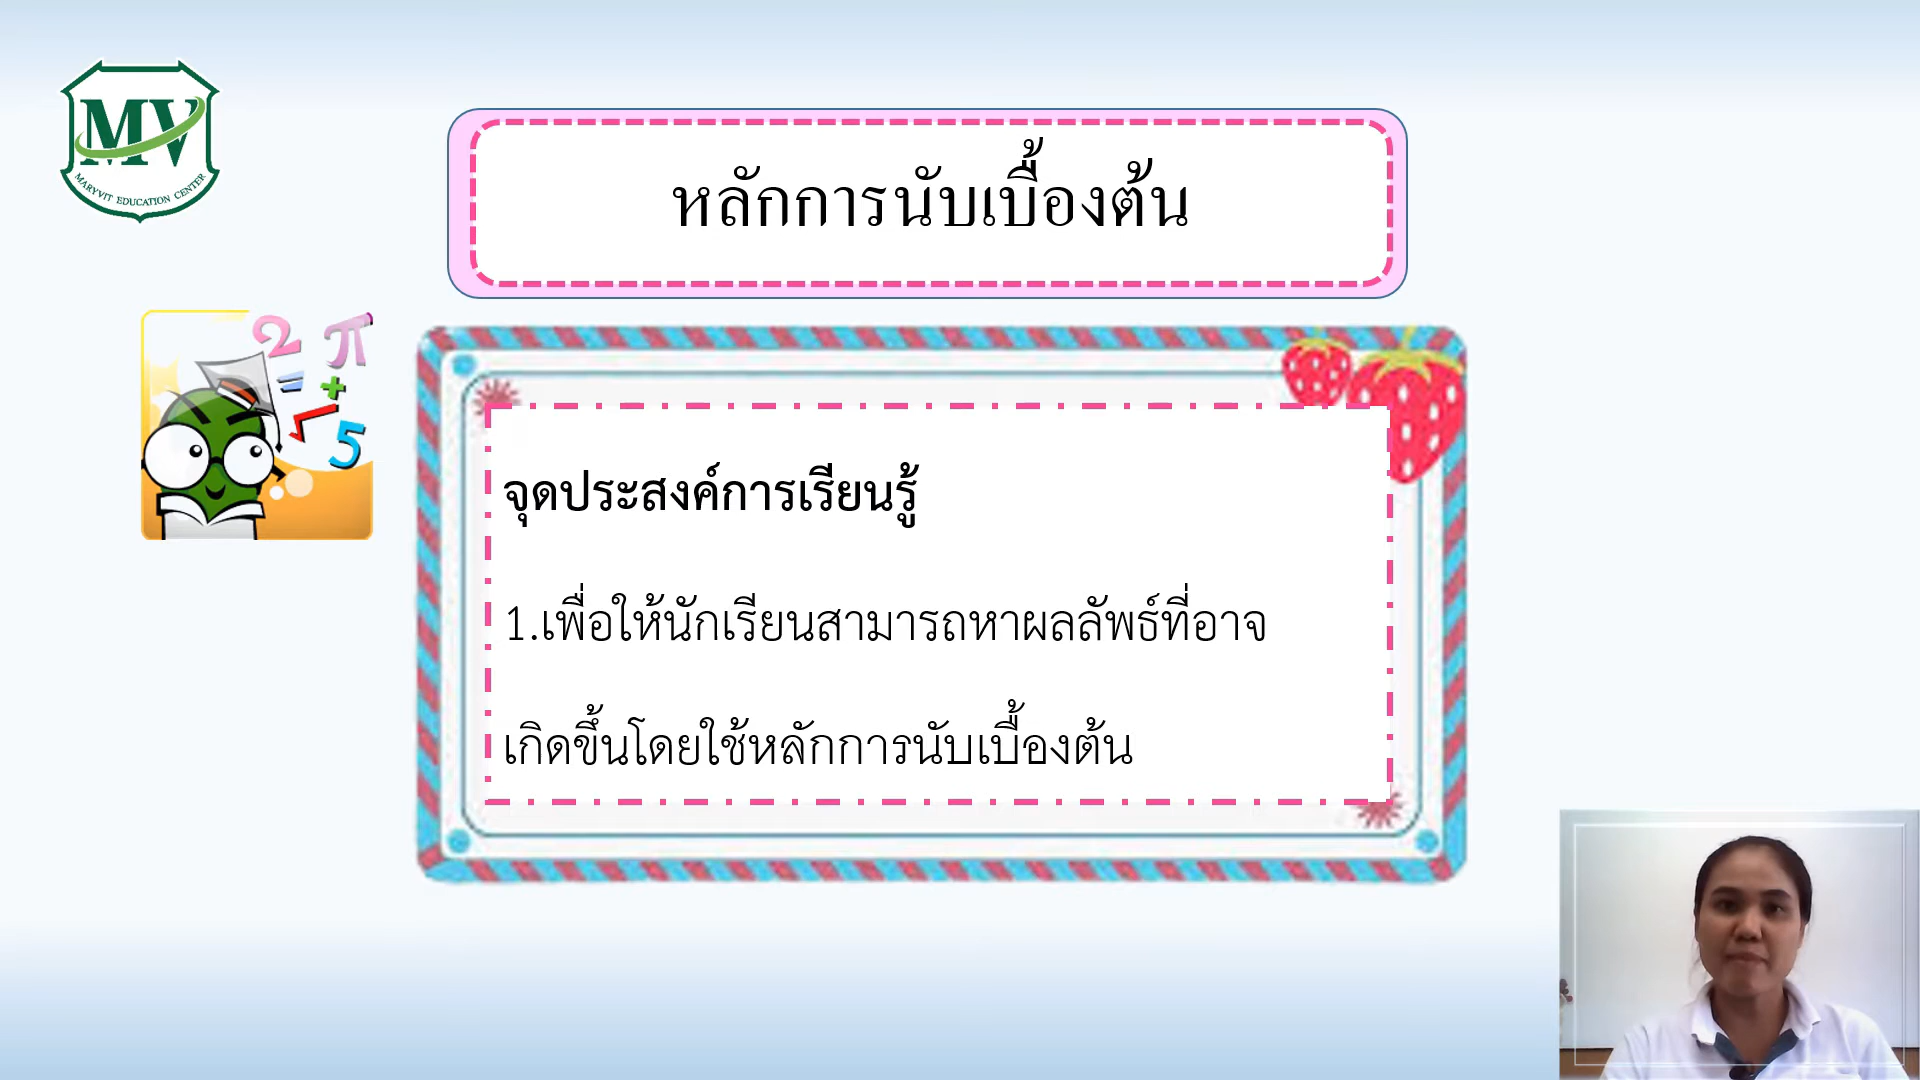 MV
MARYVIT EDUCATION CENTER
หลักการนับเบื้องต้น
2 π
= +
√ 5
จุดประสงค์การเรียนรู้
1.เพื่อให้นักเรียนสามารถหาผลลัพธ์ที่อาจ
เกิดขึ้นโดยใช้หลักการนับเบื้องต้น